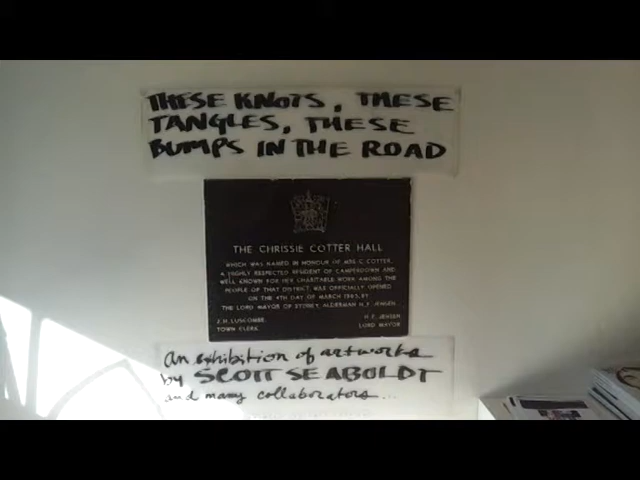 THESE KNOTS, THESE
TANGLES, THESE
BUMPS IN THE ROAD
THE CHRISSIE COTTER HALL
WHICH WAS NAMED IN HONOUR OF MRS. C. COTTER,
A HIGHLY RESPECTED RESIDENT OF CAMPERDOWN AND
WELL KNOWN FOR HER CHARITABLE WORK AMONG THE
PEOPLE OF THAT DISTRICT, WAS OFFICIALLY OPENED
ON THE 4TH DAY OF MARCH 1963, BY
THE LORD MAYOR OF SYDNEY, ALDERMAN H. F. JENSEN.
LUSCOMBE
TOWN CLERK
H. F. JENSEN
LORD MAYOR
an exhibition of artworks
by SCOTT SEABOLDT
and many collaborators...